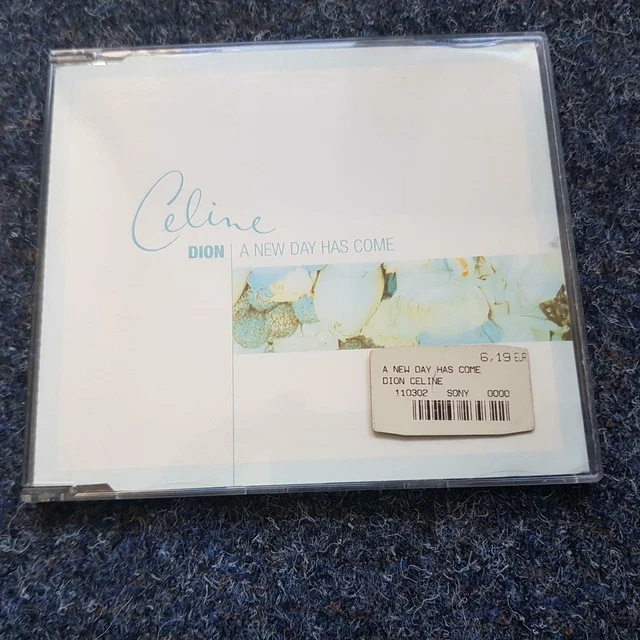 Celine
DION A NEW DAY HAS COME
6,19 EUR
A NEW DAY HAS COME
DION CELINE
110302 SONY 0000